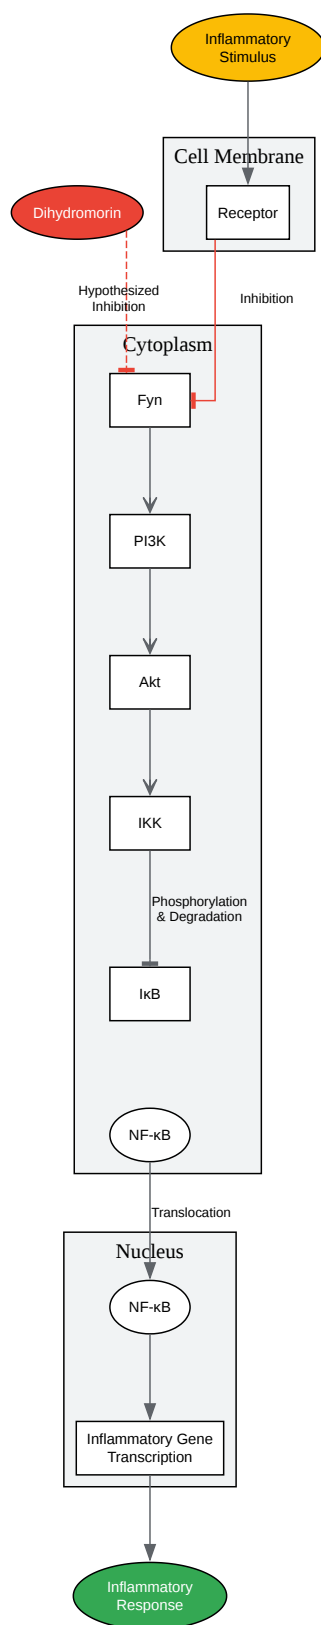 Inflammatory
Stimulus
Cell Membrane
Receptor
Dihydromorin
Hypothesized
Inhibition
Inhibition
Cytoplasm
Fyn
PI3K
Akt
IKK
Phosphorylation
& Degradation
IκB
NF-κB
Translocation
Nucleus
NF-κB
Inflammatory Gene
Transcription
Inflammatory
Response